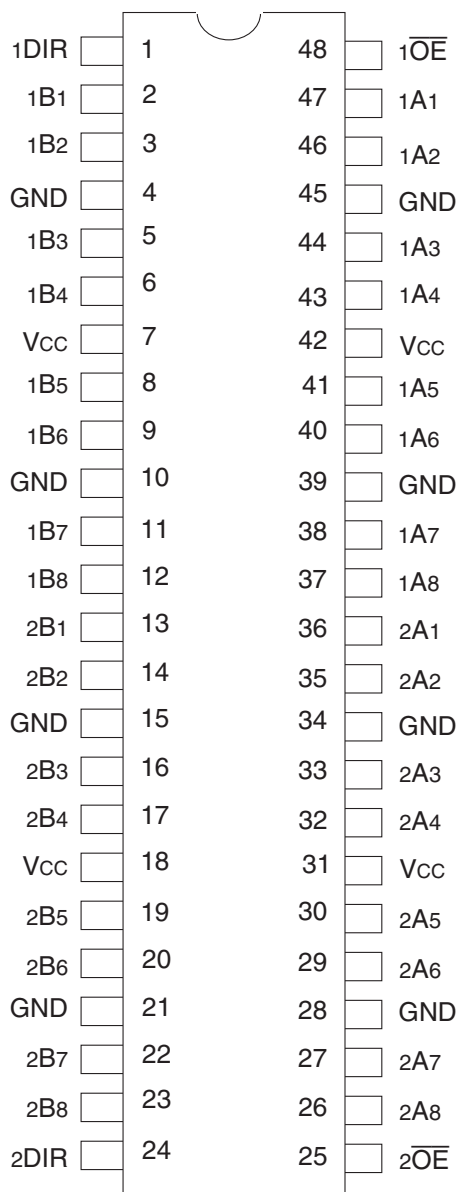 1DIR 1 48 1O̅E̅
1B1 2 47 1A1
1B2 3 46 1A2
GND 4 45 GND
1B3 5 44 1A3
1B4 6 43 1A4
VCC 7 42 VCC
1B5 8 41 1A5
1B6 9 40 1A6
GND 10 39 GND
1B7 11 38 1A7
1B8 12 37 1A8
2B1 13 36 2A1
2B2 14 35 2A2
GND 15 34 GND
2B3 16 33 2A3
2B4 17 32 2A4
VCC 18 31 VCC
2B5 19 30 2A5
2B6 20 29 2A6
GND 21 28 GND
2B7 22 27 2A7
2B8 23 26 2A8
2DIR 24 25 2O̅E̅